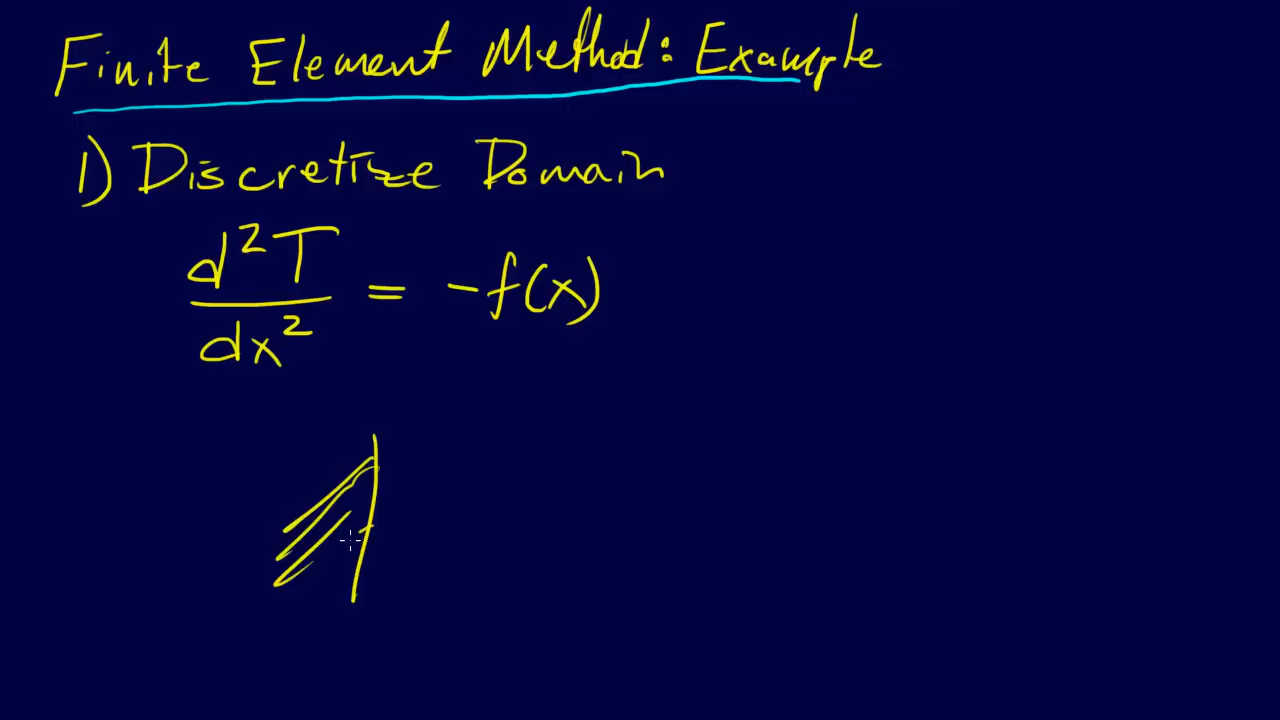 Finite Element Method: Example
1) Discretize Domain
d²T/dx² = -f(x)